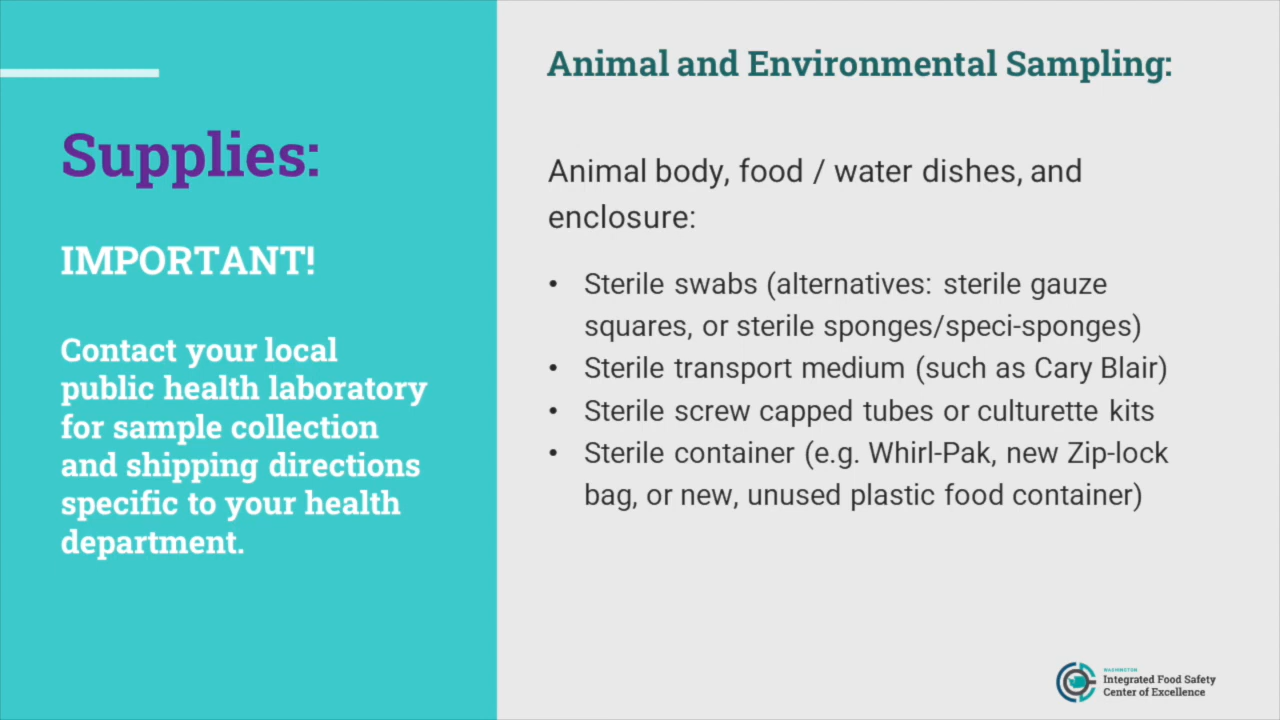 Supplies:
IMPORTANT!
Contact your local
public health laboratory
for sample collection
and shipping directions
specific to your health
department.
Animal and Environmental Sampling:
Animal body, food / water dishes, and
enclosure:
• Sterile swabs (alternatives: sterile gauze
squares, or sterile sponges/speci-sponges)
• Sterile transport medium (such as Cary Blair)
• Sterile screw capped tubes or culturette kits
• Sterile container (e.g. Whirl-Pak, new Zip-lock
bag, or new, unused plastic food container)
WASHINGTON
Integrated Food Safety
Center of Excellence